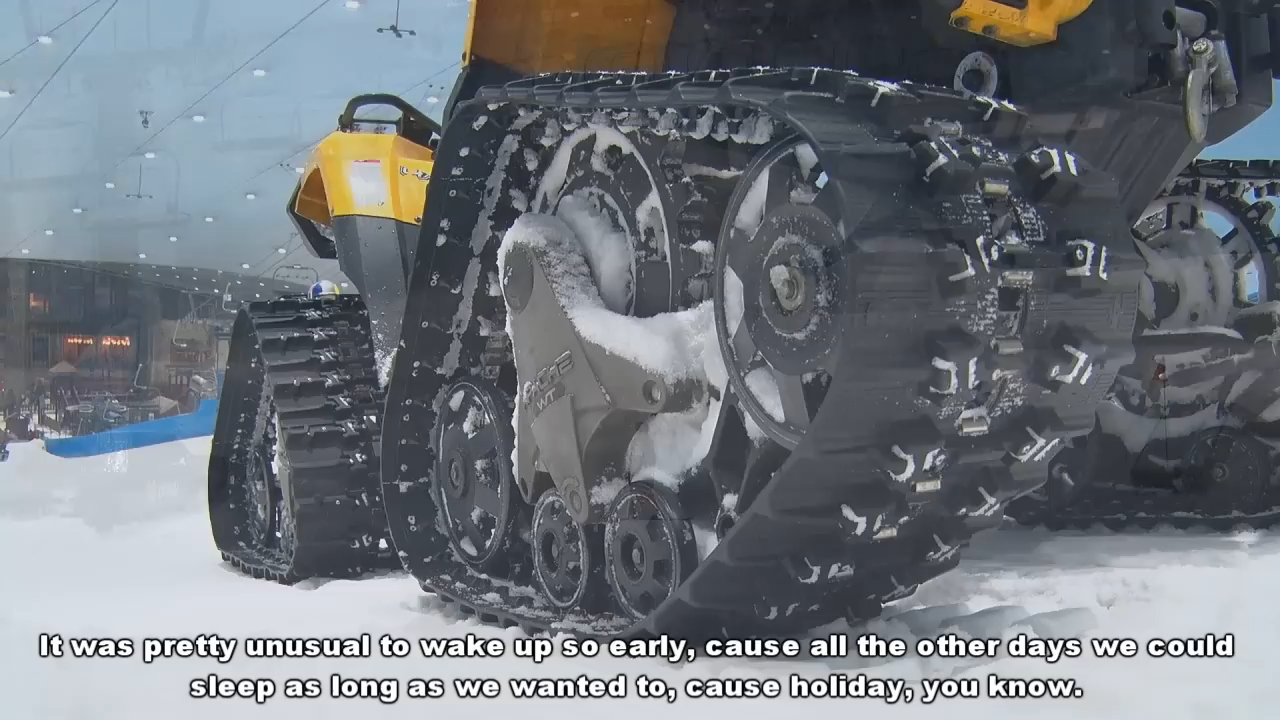 It was pretty unusual to wake up so early, cause all the other days we could
sleep as long as we wanted to, cause holiday, you know.